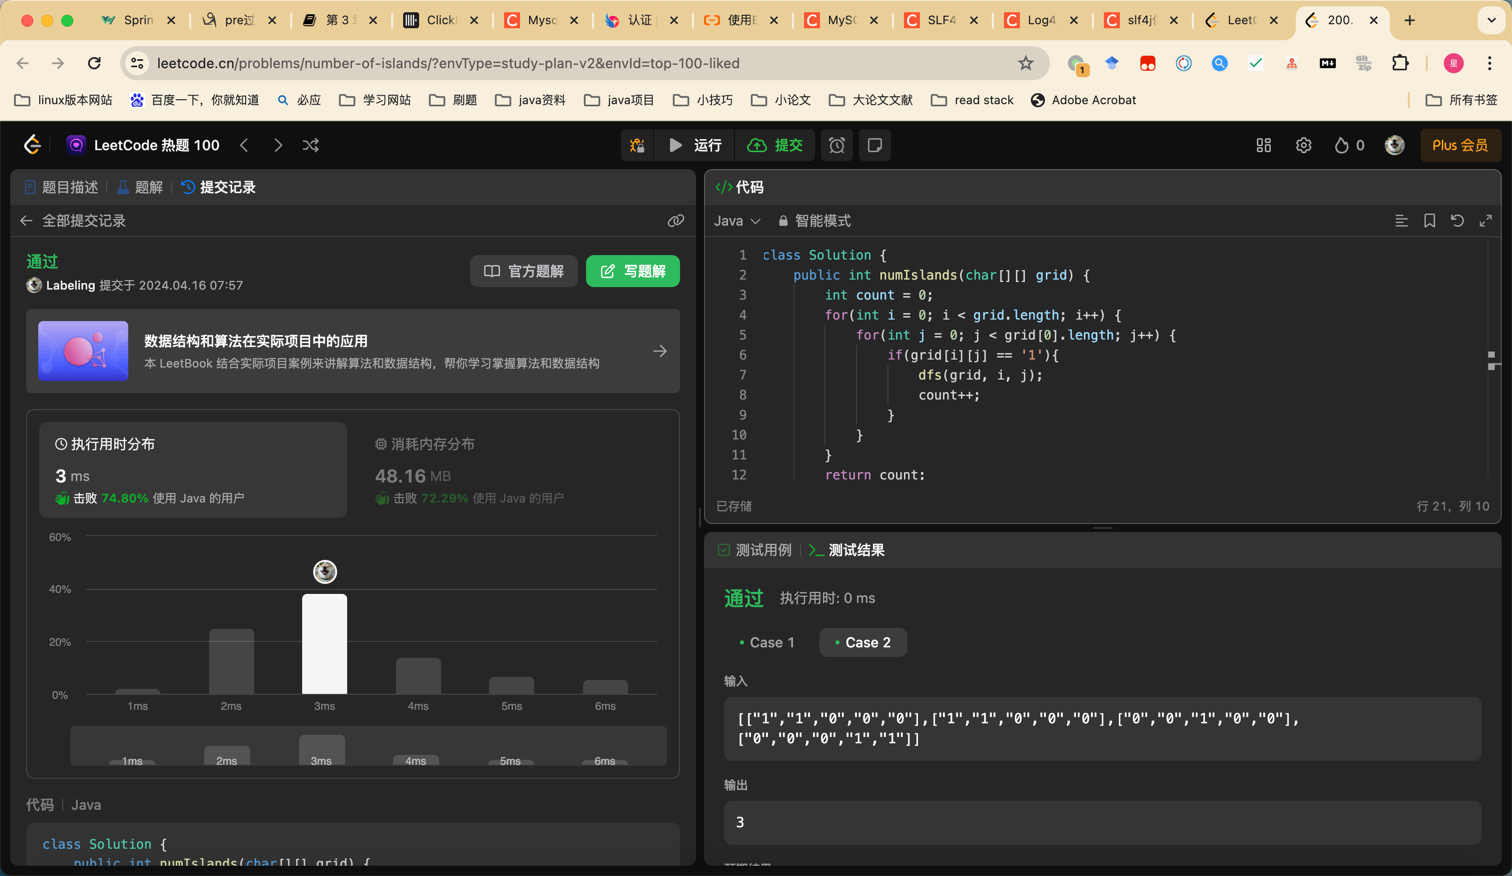 Sprin
pre过
第 3
Click
Mysq
认证
使用E
MySC
SLF4
Log4
slf4j
LeetC
200.
leetcode.cn/problems/number-of-islands/?envType=study-plan-v2&envId=top-100-liked
1
Git Zip
星
linux版本网站
百度一下，你就知道
必应
学习网站
刷题
java资料
java项目
小技巧
小论文
大论文文献
read stack
Adobe Acrobat
所有书签
LeetCode 热题 100
运行
提交
0
Plus 会员
题目描述
题解
提交记录
全部提交记录
通过
Labeling 提交于 2024.04.16 07:57
官方题解
写题解
数据结构和算法在实际项目中的应用
本 LeetBook 结合实际项目案例来讲解算法和数据结构，帮你学习掌握算法和数据结构
执行用时分布
3 ms
击败 74.80% 使用 Java 的用户
消耗内存分布
48.16 MB
击败 72.29% 使用 Java 的用户
60%
40%
20%
0%
1ms 2ms 3ms 4ms 5ms 6ms
1ms 2ms 3ms 4ms 5ms 6ms
代码 | Java
class Solution {
public int numIslands(char[][] grid) {
</> 代码
Java 智能模式
1 class Solution {
2 public int numIslands(char[][] grid) {
3 int count = 0;
4 for(int i = 0; i < grid.length; i++) {
5 for(int j = 0; j < grid[0].length; j++) {
6 if(grid[i][j] == '1'){
7 dfs(grid, i, j);
8 count++;
9 }
10 }
11 }
12 return count;
已存储
行 21，列 10
测试用例
测试结果
通过 执行用时: 0 ms
Case 1
Case 2
输入
[["1","1","0","0","0"],["1","1","0","0","0"],["0","0","1","0","0"],
["0","0","0","1","1"]]
输出
3